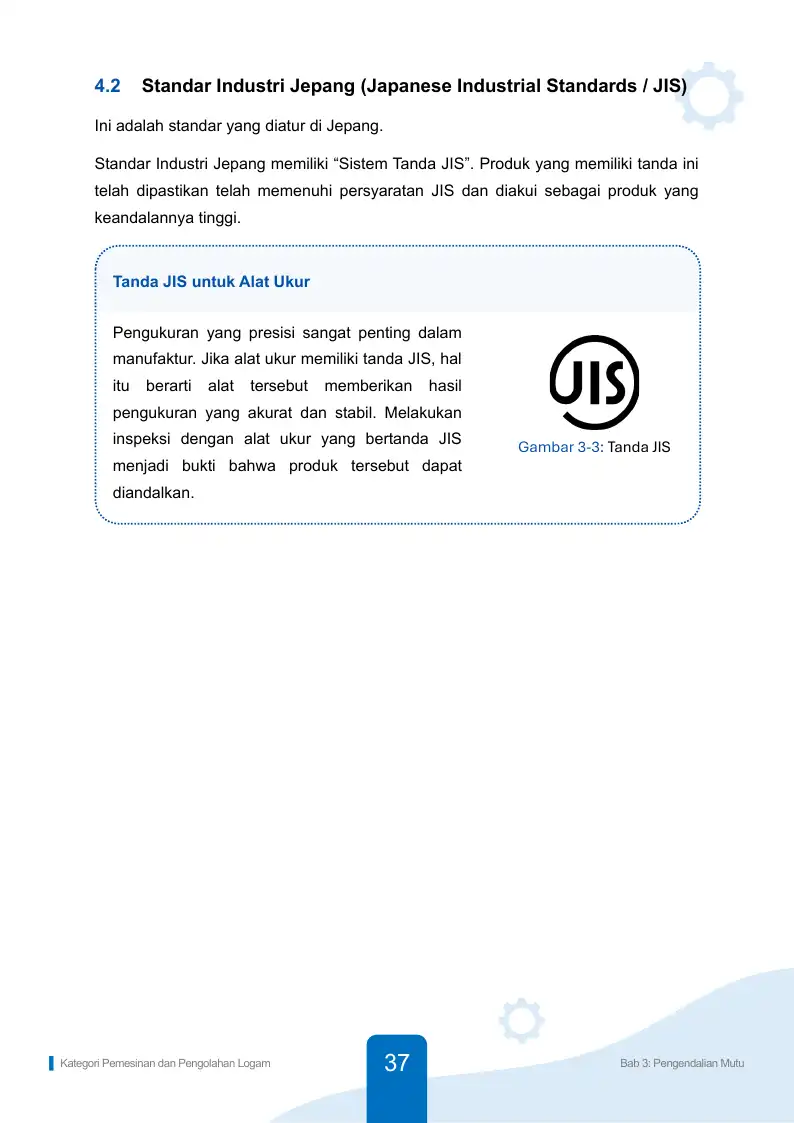 4.2 Standar Industri Jepang (Japanese Industrial Standards / JIS)
Ini adalah standar yang diatur di Jepang.
Standar Industri Jepang memiliki “Sistem Tanda JIS”. Produk yang memiliki tanda ini
telah dipastikan telah memenuhi persyaratan JIS dan diakui sebagai produk yang
keandalannya tinggi.
Tanda JIS untuk Alat Ukur
Pengukuran yang presisi sangat penting dalam
manufaktur. Jika alat ukur memiliki tanda JIS, hal
itu berarti alat tersebut memberikan hasil
pengukuran yang akurat dan stabil. Melakukan
inspeksi dengan alat ukur yang bertanda JIS
menjadi bukti bahwa produk tersebut dapat
diandalkan.
JIS
Gambar 3-3: Tanda JIS
Kategori Pemesinan dan Pengolahan Logam
37
Bab 3: Pengendalian Mutu